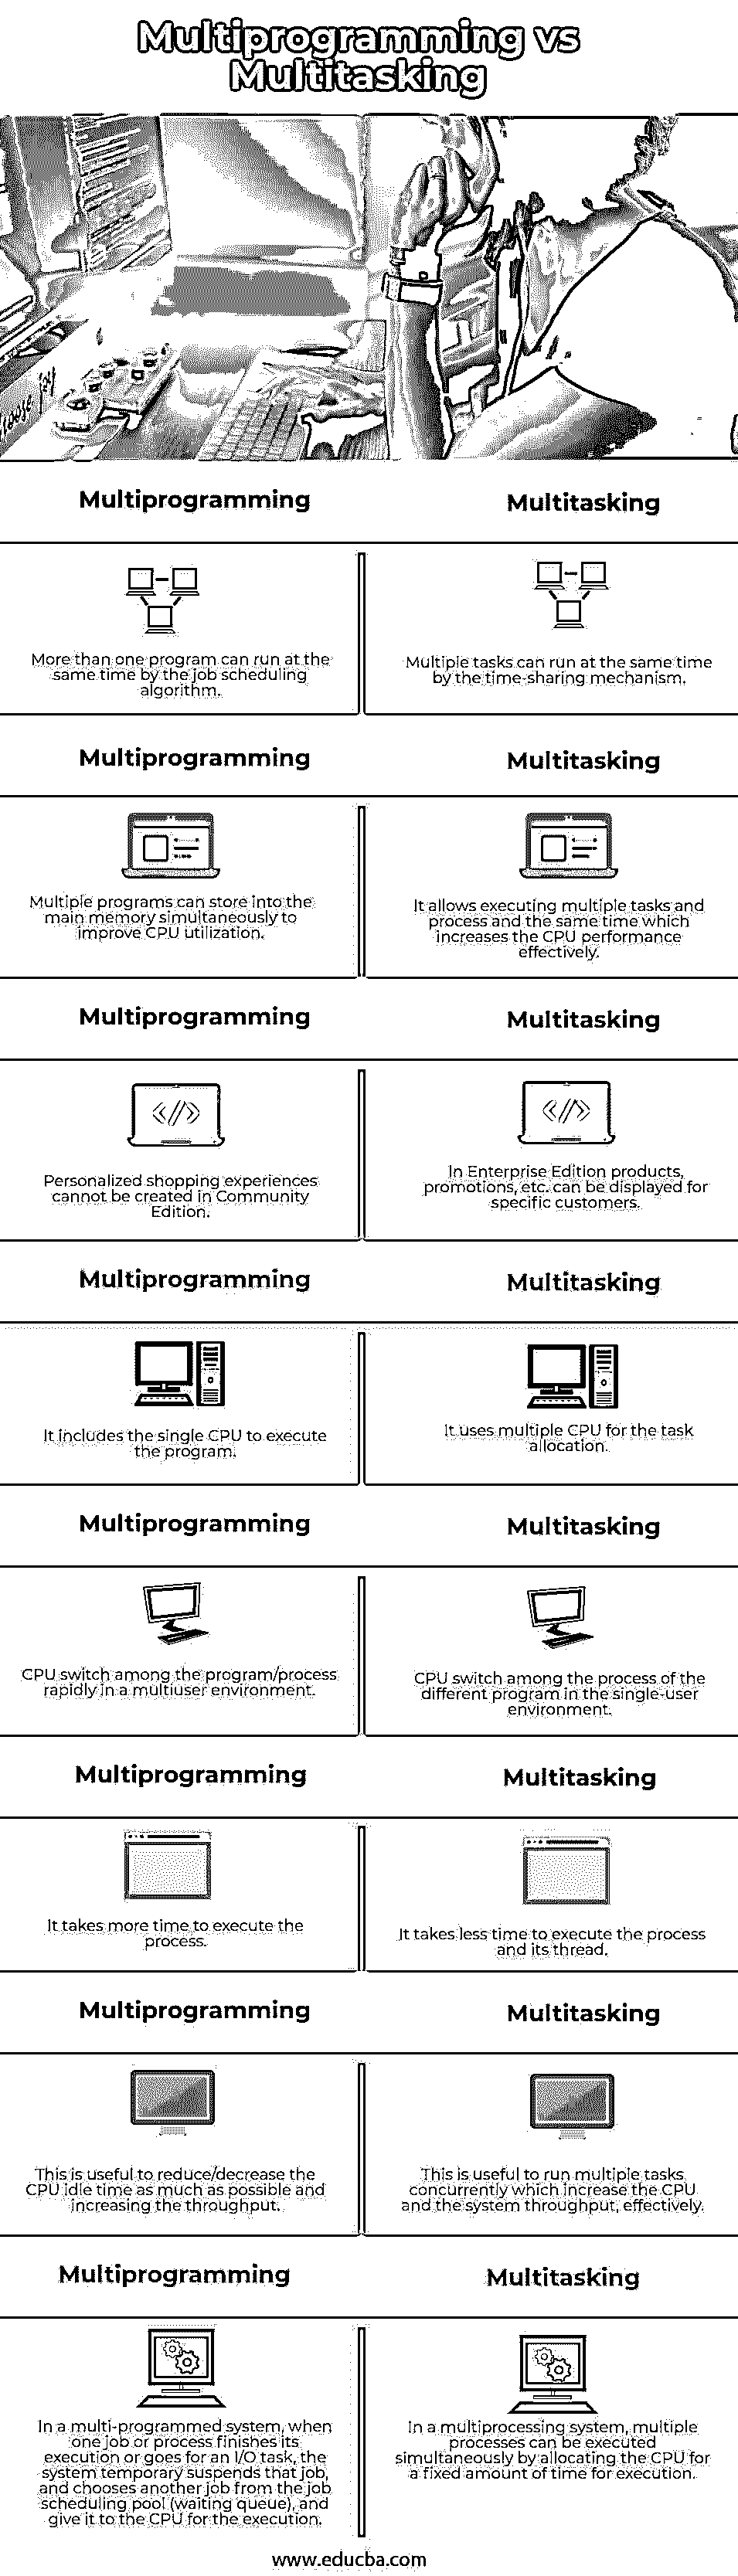 Multiprogramming vs
Multitasking
Multiprogramming
Multitasking
More than one program can run at the
same time by the job scheduling
algorithm.
Multiple tasks can run at the same time
by the time-sharing mechanism.
Multiprogramming
Multitasking
Multiple programs can store into the
main memory simultaneously to
improve CPU utilization.
It allows executing multiple tasks and
process and the same time which
increases the CPU performance
effectively.
Multiprogramming
Multitasking
Personalized shopping experiences
cannot be created in Community
Edition.
In Enterprise Edition products,
promotions, etc. can be displayed for
specific customers.
Multiprogramming
Multitasking
It includes the single CPU to execute
the program.
It uses multiple CPU for the task
allocation.
Multiprogramming
Multitasking
CPU switch among the program/process
rapidly in a multiuser environment.
CPU switch among the process of the
different program in the single-user
environment.
Multiprogramming
Multitasking
It takes more time to execute the
process.
It takes less time to execute the process
and its thread.
Multiprogramming
Multitasking
This is useful to reduce/decrease the
CPU idle time as much as possible and
increasing the throughput.
This is useful to run multiple tasks
concurrently which increase the CPU
and the system throughput, effectively.
Multiprogramming
Multitasking
In a multi-programmed system, when
one job or process finishes its
execution or goes for an I/O task, the
system temporary suspends that job,
and chooses another job from the job
scheduling pool (waiting queue), and
give it to the CPU for the execution.
In a multiprocessing system, multiple
processes can be executed
simultaneously by allocating the CPU for
a fixed amount of time for execution.
www.educba.com